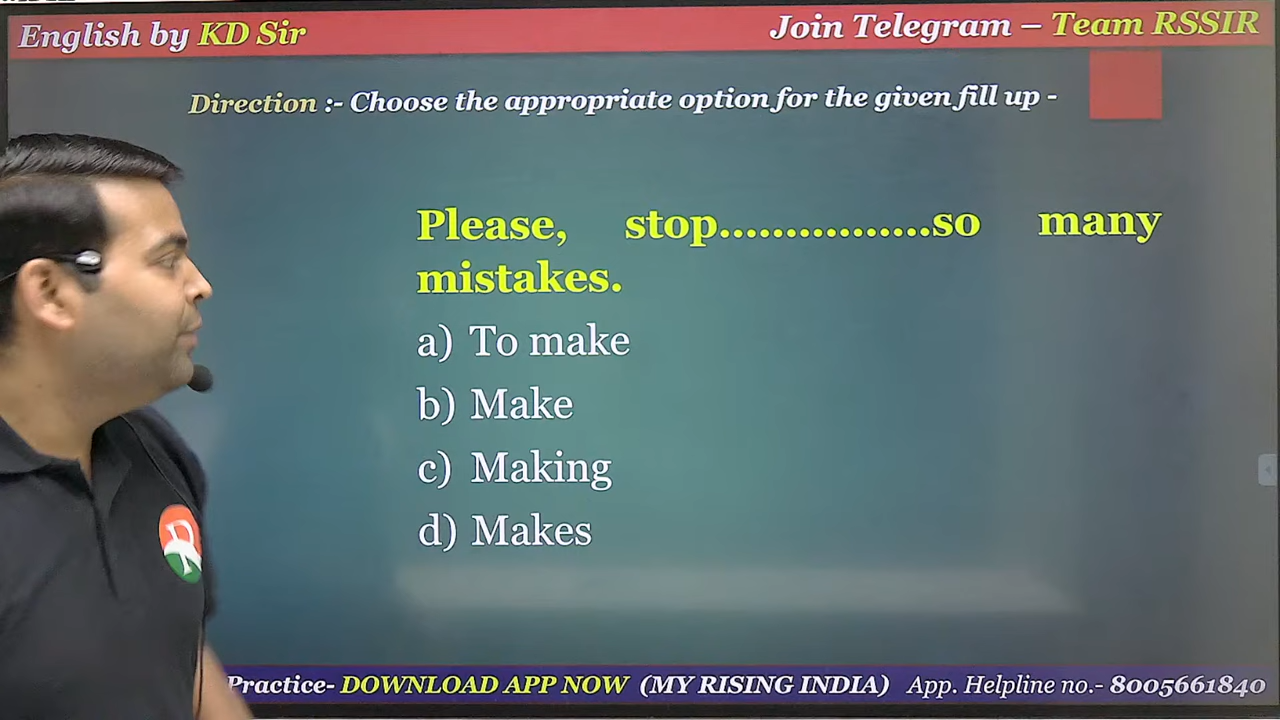 English by KD Sir
Join Telegram – Team RSSIR
Direction :- Choose the appropriate option for the given fill up -
Please, stop................so many
mistakes.
a) To make
b) Make
c) Making
d) Makes
Practice- DOWNLOAD APP NOW (MY RISING INDIA) App. Helpline no.- 8005661840
R